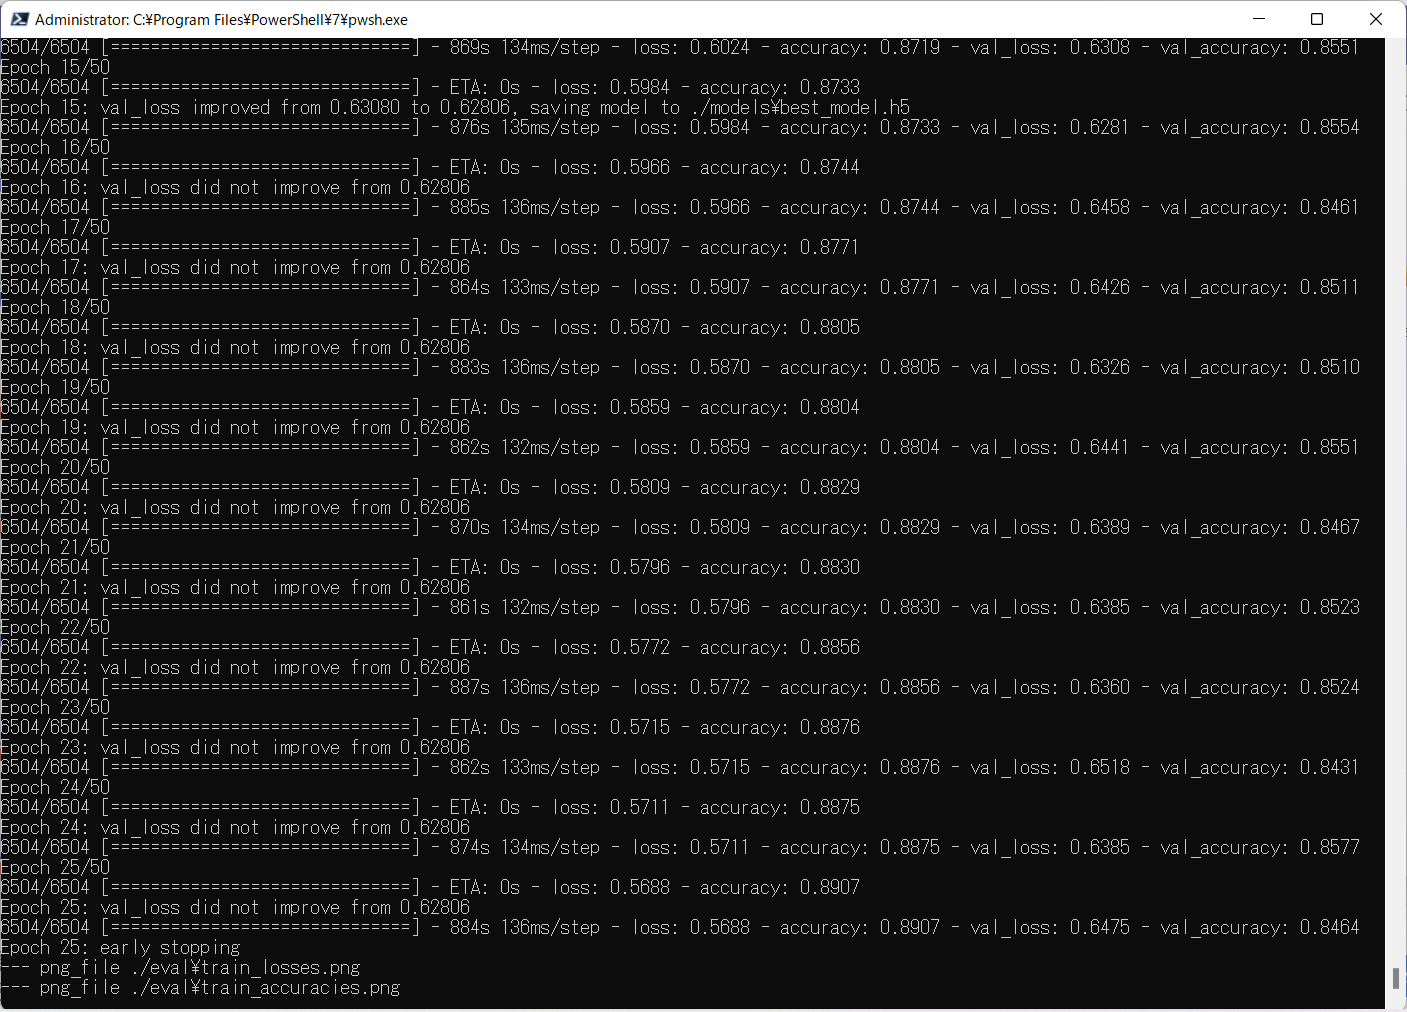 Administrator: C:¥Program Files¥PowerShell¥7¥pwsh.exe
6504/6504 [==============================] - 869s 134ms/step - loss: 0.6024 - accuracy: 0.8719 - val_loss: 0.6308 - val_accuracy: 0.8551
Epoch 15/50
6504/6504 [==============================] - ETA: 0s - loss: 0.5984 - accuracy: 0.8733
Epoch 15: val_loss improved from 0.63080 to 0.62806, saving model to ./models¥best_model.h5
6504/6504 [==============================] - 876s 135ms/step - loss: 0.5984 - accuracy: 0.8733 - val_loss: 0.6281 - val_accuracy: 0.8554
Epoch 16/50
6504/6504 [==============================] - ETA: 0s - loss: 0.5966 - accuracy: 0.8744
Epoch 16: val_loss did not improve from 0.62806
6504/6504 [==============================] - 885s 136ms/step - loss: 0.5966 - accuracy: 0.8744 - val_loss: 0.6458 - val_accuracy: 0.8461
Epoch 17/50
6504/6504 [==============================] - ETA: 0s - loss: 0.5907 - accuracy: 0.8771
Epoch 17: val_loss did not improve from 0.62806
6504/6504 [==============================] - 864s 133ms/step - loss: 0.5907 - accuracy: 0.8771 - val_loss: 0.6426 - val_accuracy: 0.8511
Epoch 18/50
6504/6504 [==============================] - ETA: 0s - loss: 0.5870 - accuracy: 0.8805
Epoch 18: val_loss did not improve from 0.62806
6504/6504 [==============================] - 883s 136ms/step - loss: 0.5870 - accuracy: 0.8805 - val_loss: 0.6326 - val_accuracy: 0.8510
Epoch 19/50
6504/6504 [==============================] - ETA: 0s - loss: 0.5859 - accuracy: 0.8804
Epoch 19: val_loss did not improve from 0.62806
6504/6504 [==============================] - 862s 132ms/step - loss: 0.5859 - accuracy: 0.8804 - val_loss: 0.6441 - val_accuracy: 0.8551
Epoch 20/50
6504/6504 [==============================] - ETA: 0s - loss: 0.5809 - accuracy: 0.8829
Epoch 20: val_loss did not improve from 0.62806
6504/6504 [==============================] - 870s 134ms/step - loss: 0.5809 - accuracy: 0.8829 - val_loss: 0.6389 - val_accuracy: 0.8467
Epoch 21/50
6504/6504 [==============================] - ETA: 0s - loss: 0.5796 - accuracy: 0.8830
Epoch 21: val_loss did not improve from 0.62806
6504/6504 [==============================] - 861s 132ms/step - loss: 0.5796 - accuracy: 0.8830 - val_loss: 0.6385 - val_accuracy: 0.8523
Epoch 22/50
6504/6504 [==============================] - ETA: 0s - loss: 0.5772 - accuracy: 0.8856
Epoch 22: val_loss did not improve from 0.62806
6504/6504 [==============================] - 887s 136ms/step - loss: 0.5772 - accuracy: 0.8856 - val_loss: 0.6360 - val_accuracy: 0.8524
Epoch 23/50
6504/6504 [==============================] - ETA: 0s - loss: 0.5715 - accuracy: 0.8876
Epoch 23: val_loss did not improve from 0.62806
6504/6504 [==============================] - 862s 133ms/step - loss: 0.5715 - accuracy: 0.8876 - val_loss: 0.6518 - val_accuracy: 0.8431
Epoch 24/50
6504/6504 [==============================] - ETA: 0s - loss: 0.5711 - accuracy: 0.8875
Epoch 24: val_loss did not improve from 0.62806
6504/6504 [==============================] - 874s 134ms/step - loss: 0.5711 - accuracy: 0.8875 - val_loss: 0.6385 - val_accuracy: 0.8577
Epoch 25/50
6504/6504 [==============================] - ETA: 0s - loss: 0.5688 - accuracy: 0.8907
Epoch 25: val_loss did not improve from 0.62806
6504/6504 [==============================] - 884s 136ms/step - loss: 0.5688 - accuracy: 0.8907 - val_loss: 0.6475 - val_accuracy: 0.8464
Epoch 25: early stopping
--- png_file ./eval¥train_losses.png
--- png_file ./eval¥train_accuracies.png